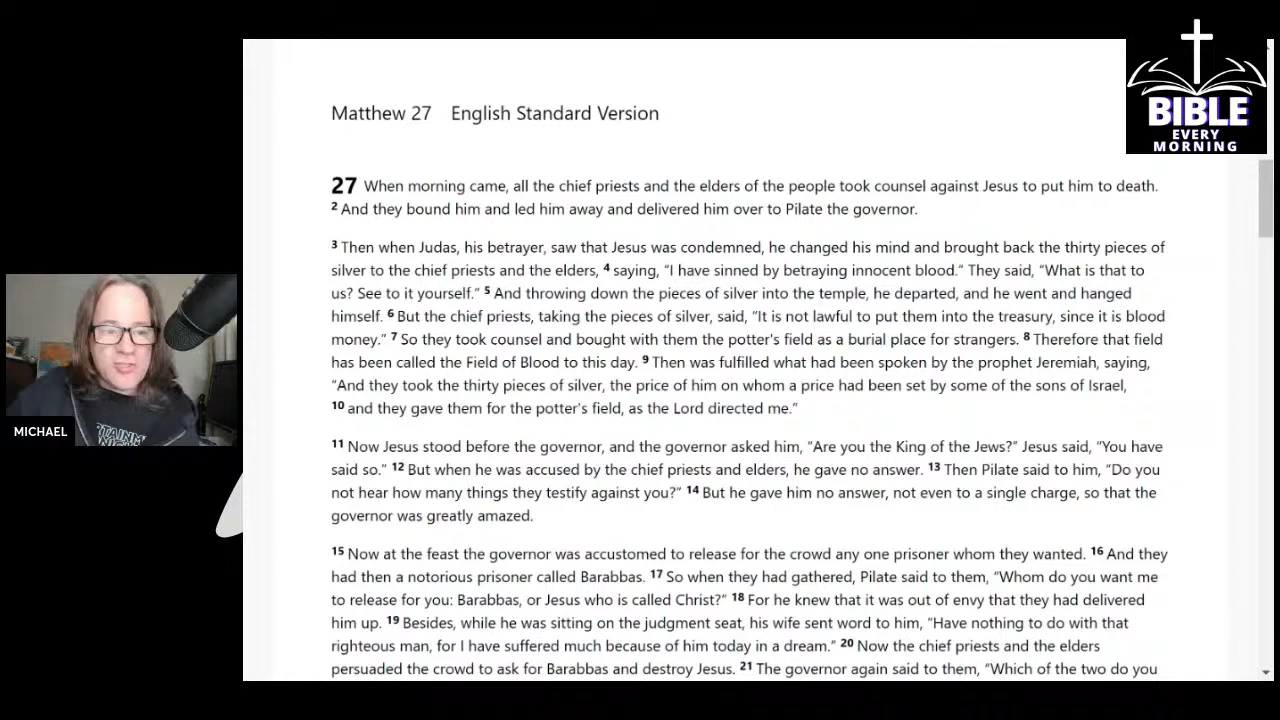 BIBLE
EVERY
MORNING
Matthew 27 English Standard Version
27 When morning came, all the chief priests and the elders of the people took counsel against Jesus to put him to death.
2 And they bound him and led him away and delivered him over to Pilate the governor.
3 Then when Judas, his betrayer, saw that Jesus was condemned, he changed his mind and brought back the thirty pieces of
silver to the chief priests and the elders, 4 saying, “I have sinned by betraying innocent blood.” They said, “What is that to
us? See to it yourself.” 5 And throwing down the pieces of silver into the temple, he departed, and he went and hanged
himself. 6 But the chief priests, taking the pieces of silver, said, “It is not lawful to put them into the treasury, since it is blood
money.” 7 So they took counsel and bought with them the potter's field as a burial place for strangers. 8 Therefore that field
has been called the Field of Blood to this day. 9 Then was fulfilled what had been spoken by the prophet Jeremiah, saying,
“And they took the thirty pieces of silver, the price of him on whom a price had been set by some of the sons of Israel,
10 and they gave them for the potter's field, as the Lord directed me.”
11 Now Jesus stood before the governor, and the governor asked him, “Are you the King of the Jews?” Jesus said, “You have
said so.” 12 But when he was accused by the chief priests and elders, he gave no answer. 13 Then Pilate said to him, “Do you
not hear how many things they testify against you?” 14 But he gave him no answer, not even to a single charge, so that the
governor was greatly amazed.
15 Now at the feast the governor was accustomed to release for the crowd any one prisoner whom they wanted. 16 And they
had then a notorious prisoner called Barabbas. 17 So when they had gathered, Pilate said to them, “Whom do you want me
to release for you: Barabbas, or Jesus who is called Christ?” 18 For he knew that it was out of envy that they had delivered
him up. 19 Besides, while he was sitting on the judgment seat, his wife sent word to him, “Have nothing to do with that
righteous man, for I have suffered much because of him today in a dream.” 20 Now the chief priests and the elders
persuaded the crowd to ask for Barabbas and destroy Jesus. 21 The governor again said to them, “Which of the two do you
MICHAEL